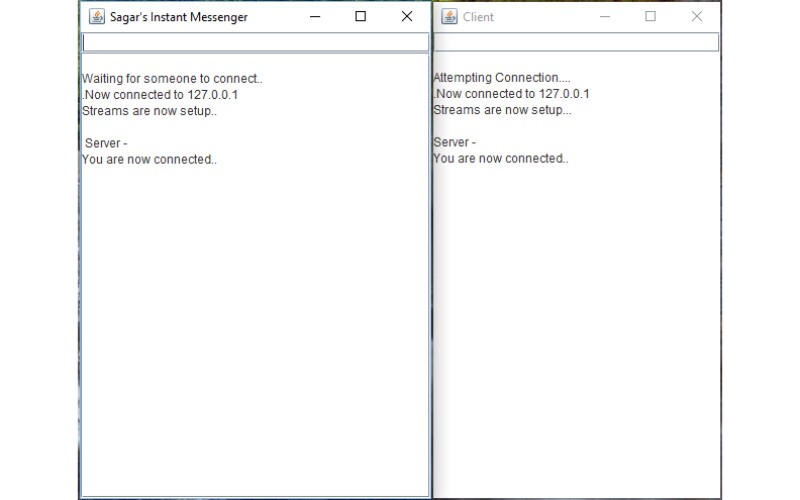 Sagar's Instant Messenger
Waiting for someone to connect..
.Now connected to 127.0.0.1
Streams are now setup..
Server -
You are now connected..
Client
Attempting Connection....
.Now connected to 127.0.0.1
Streams are now setup...
Server -
You are now connected..